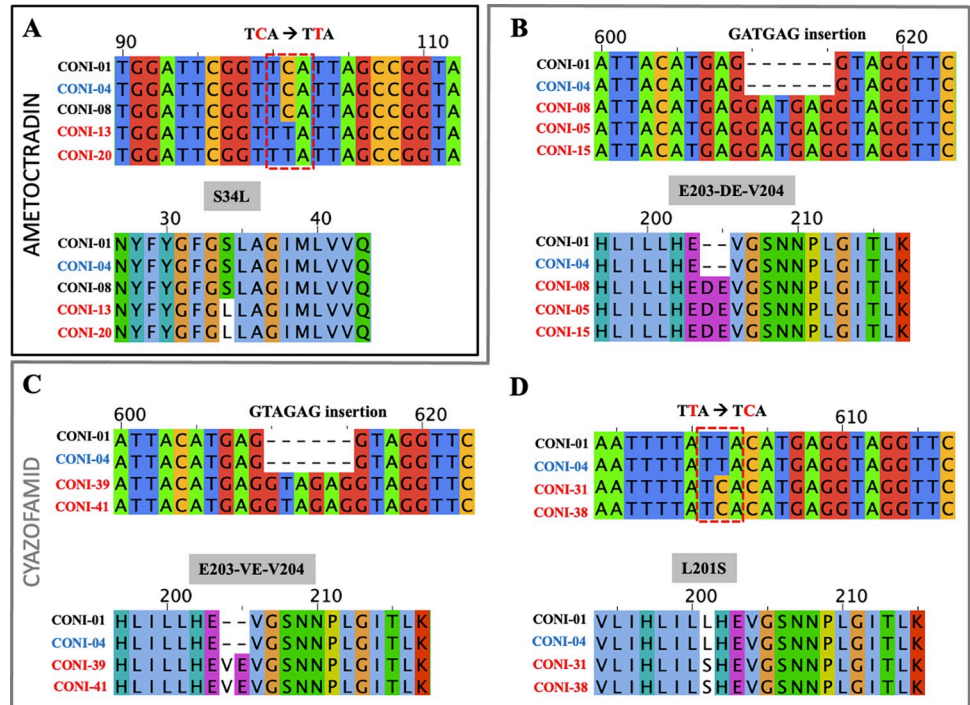 AMETOCTRADIN
A
TCA → TTA
90 110
CONI-01 TGGATTCGGTTCATTAGCCGGTA
CONI-04 TGGATTCGGTTCATTAGCCGGTA
CONI-08 TGGATTCGGTTCATTAGCCGGTA
CONI-13 TGGATTCGGTTTATTAGCCGGTA
CONI-20 TGGATTCGGTTTATTAGCCGGTA
S34L
30 40
CONI-01 NYFYGFGSLAGIMLVVQ
CONI-04 NYFYGFGSLAGIMLVVQ
CONI-08 NYFYGFGSLAGIMLVVQ
CONI-13 NYFYGFGLLAGIMLVVQ
CONI-20 NYFYGFGLLAGIMLVVQ
B
GATGAG insertion
600 620
CONI-01 ATTACATGAG------GTAGGTTC
CONI-04 ATTACATGAG------GTAGGTTC
CONI-08 ATTACATGAGGATGAGGTAGGTTC
CONI-05 ATTACATGAGGATGAGGTAGGTTC
CONI-15 ATTACATGAGGATGAGGTAGGTTC
E203-DE-V204
200 210
CONI-01 HLILLHE--VGSNNPLGITLK
CONI-04 HLILLHE--VGSNNPLGITLK
CONI-08 HLILLHEDEVGSNNPLGITLK
CONI-05 HLILLHEDEVGSNNPLGITLK
CONI-15 HLILLHEDEVGSNNPLGITLK
CYAZOFAMID
C
GTAGAG insertion
600 620
CONI-01 ATTACATGAG------GTAGGTTC
CONI-04 ATTACATGAG------GTAGGTTC
CONI-39 ATTACATGAGGTAGAGGTAGGTTC
CONI-41 ATTACATGAGGTAGAGGTAGGTTC
E203-VE-V204
200 210
CONI-01 HLILLHE--VGSNNPLGITLK
CONI-04 HLILLHE--VGSNNPLGITLK
CONI-39 HLILLHEVEVGSNNPLGITLK
CONI-41 HLILLHEVEVGSNNPLGITLK
D
TTA → TCA
610
CONI-01 AATTTTATTACATGAGGTAGGTTC
CONI-04 AATTTTATTACATGAGGTAGGTTC
CONI-31 AATTTTATCACATGAGGTAGGTTC
CONI-38 AATTTTATCACATGAGGTAGGTTC
L201S
200 210
CONI-01 VLIHLILLHEVGSNNPLGITLK
CONI-04 VLIHLILLHEVGSNNPLGITLK
CONI-31 VLIHLILSHEVGSNNPLGITLK
CONI-38 VLIHLILSHEVGSNNPLGITLK